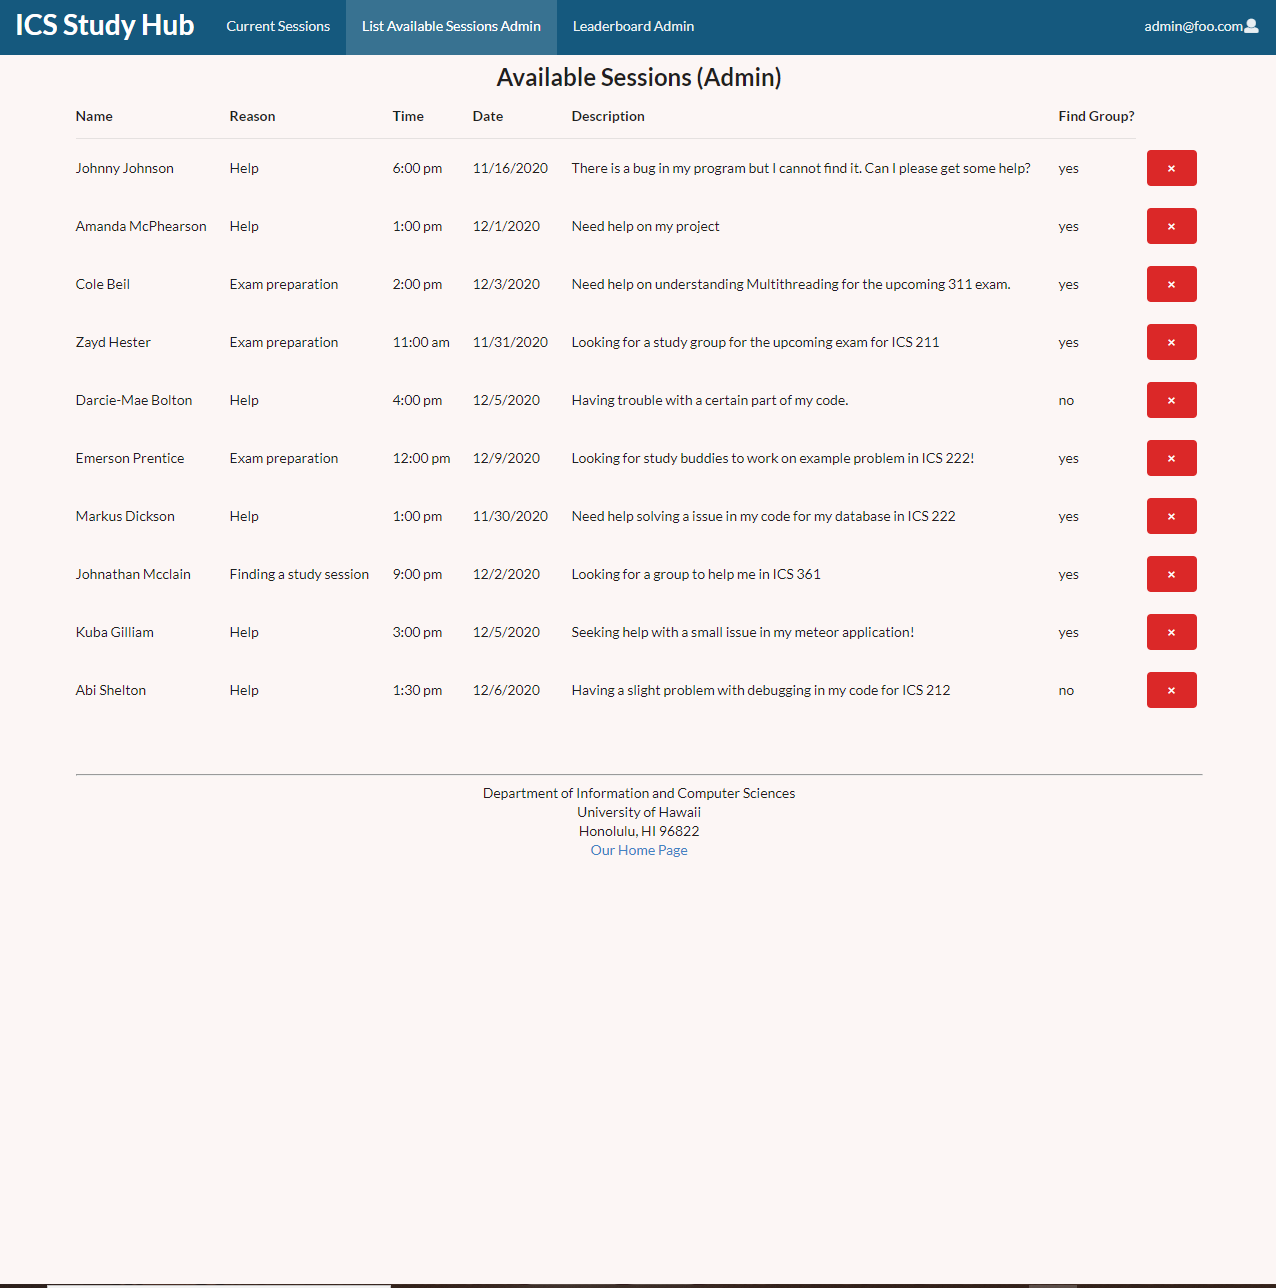 ICS Study Hub Current Sessions List Available Sessions Admin Leaderboard Admin admin@foo.com
Available Sessions (Admin)
Name Reason Time Date Description Find Group?
Johnny Johnson Help 6:00 pm 11/16/2020 There is a bug in my program but I cannot find it. Can I please get some help? yes ×
Amanda McPhearson Help 1:00 pm 12/1/2020 Need help on my project yes ×
Cole Beil Exam preparation 2:00 pm 12/3/2020 Need help on understanding Multithreading for the upcoming 311 exam. yes ×
Zayd Hester Exam preparation 11:00 am 11/31/2020 Looking for a study group for the upcoming exam for ICS 211 yes ×
Darcie-Mae Bolton Help 4:00 pm 12/5/2020 Having trouble with a certain part of my code. no ×
Emerson Prentice Exam preparation 12:00 pm 12/9/2020 Looking for study buddies to work on example problem in ICS 222! yes ×
Markus Dickson Help 1:00 pm 11/30/2020 Need help solving a issue in my code for my database in ICS 222 yes ×
Johnathan Mcclain Finding a study session 9:00 pm 12/2/2020 Looking for a group to help me in ICS 361 yes ×
Kuba Gilliam Help 3:00 pm 12/5/2020 Seeking help with a small issue in my meteor application! yes ×
Abi Shelton Help 1:30 pm 12/6/2020 Having a slight problem with debugging in my code for ICS 212 no ×
Department of Information and Computer Sciences
University of Hawaii
Honolulu, HI 96822
Our Home Page